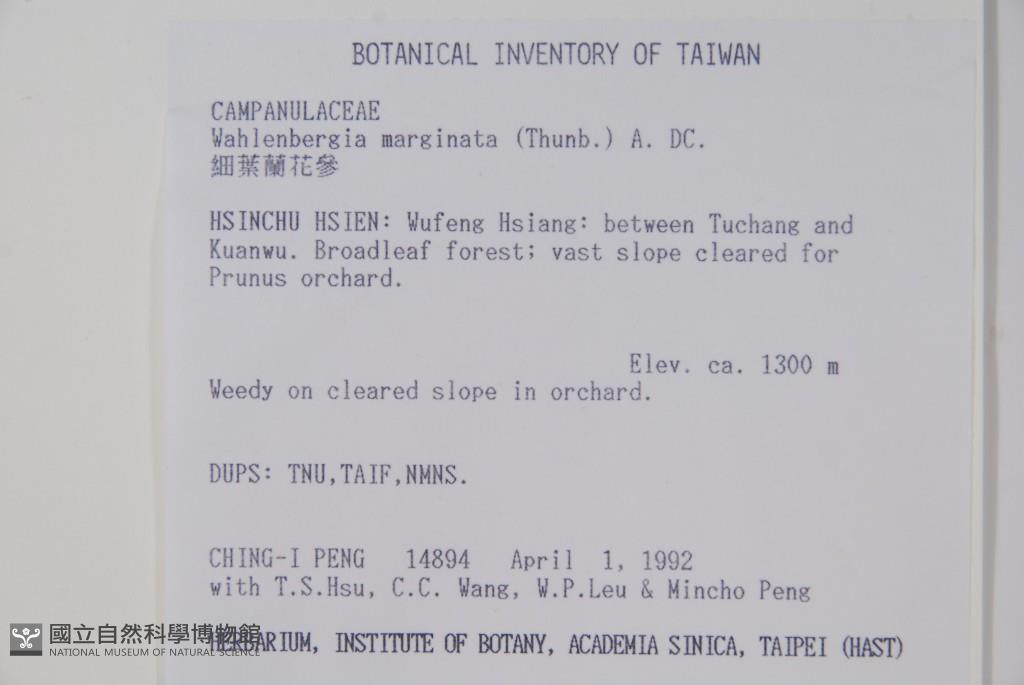 BOTANICAL INVENTORY OF TAIWAN
CAMPANULACEAE
Wahlenbergia marginata (Thunb.) A. DC.
細葉蘭花參
HSINCHU HSIEN: Wufeng Hsiang: between Tuchang and
Kuanwu. Broadleaf forest; vast slope cleared for
Prunus orchard.
Elev. ca. 1300 m
Weedy on cleared slope in orchard.
DUPS: TNU,TAIF,NMNS.
CHING-I PENG 14894 April 1, 1992
with T.S.Hsu, C.C. Wang, W.P.Leu & Mincho Peng
HERBARIUM, INSTITUTE OF BOTANY, ACADEMIA SINICA, TAIPEI (HAST)
國立自然科學博物館
NATIONAL MUSEUM OF NATURAL SCIENCE